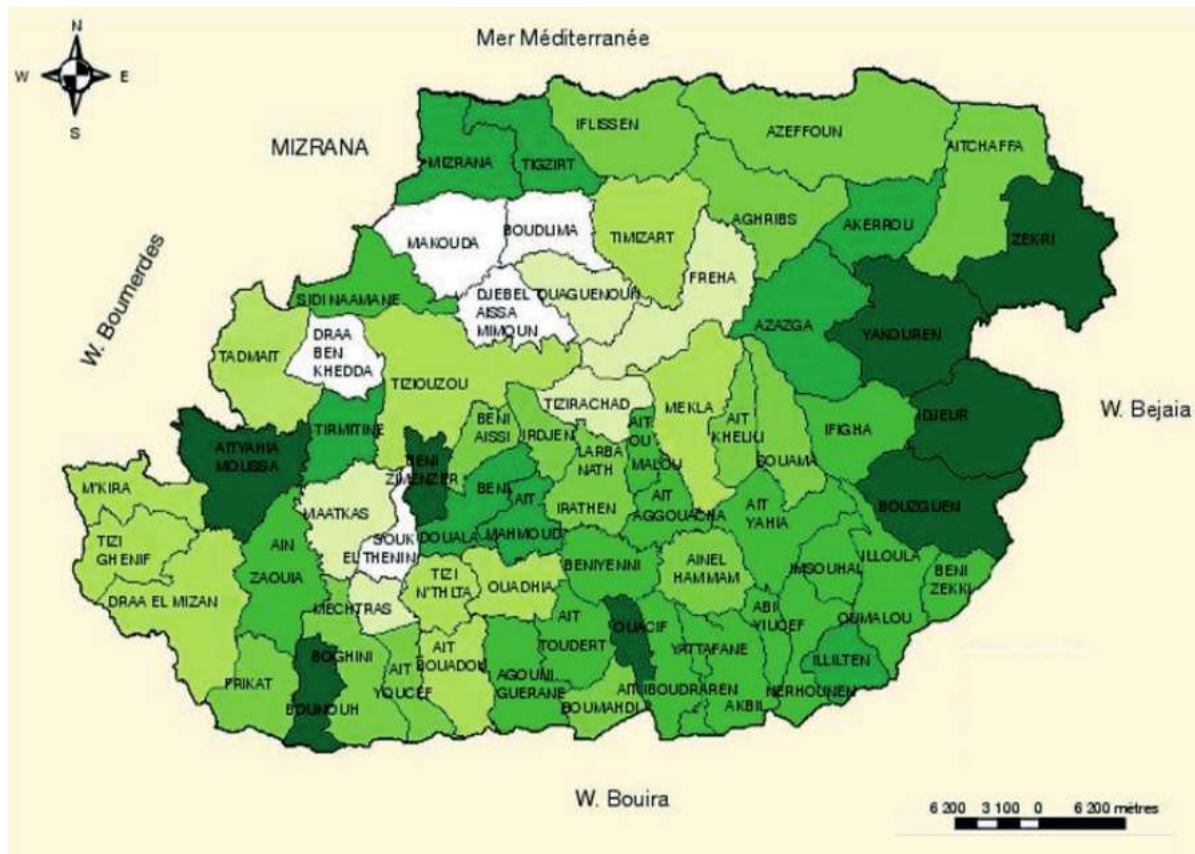 N
Mer Méditerranée
W E
S
MIZRANA
W. Boumerdes
IFLISSEN
AZEFFOUN
AITCHAFFA
MIZRANA
TIGZIRT
AGHRIBS
AKERROU
ZEKRI
MAKOUDA
BOUDLIMA
TIMIZART
FREHA
SIDI NAAMANE
DJEBEL
AISSA
MIMOUN
OUAGUENOUN
AZAZGA
YAKOUREN
TADMAIT
DRAA
BEN
KHEDDA
TIZIOUZOU
TIZIRACHAD
MEKLA
AIT
KHELILI
SOUAMA
IFIGHA
IDJEUR
W. Bejaia
TIRMITINE
BENI
AISSI
IRDJEN
LARBA
NATH
IRATHEN
AIT
OU
MALOU
AITYAHIA
MOUSSA
BENI
ZIMENZER
BENI
DOUALA
AIT
MAHMOUD
AIT
AGGOUACHA
AIT
YAHIA
BOUZGUEN
M'KIRA
MAATKAS
SOUK
EL THENIN
TIZI
GHENIF
AIN
ZAOUIA
BENIYENNI
AINEL
HAMMAM
IMSOUHAL
ILLOULA
OUMALOU
BENI
ZEKKI
DRAA EL MIZAN
MECHTRAS
TIZI
N'THLTA
OUADHIA
AIT
TOUDERT
OUACIF
YATTAFANE
ABI
YIUCEF
ILLILTEN
FRIKAT
BOGHINI
BOUNOUH
AIT
YOUCEF
AIT
BOUADOU
AGOUNI
GUERANE
AIT
BOUMAHDI
IBOUDRAREN
AKBIL
NERHOUNEN
W. Bouira
6 200 3 100 0 6 200 mètres